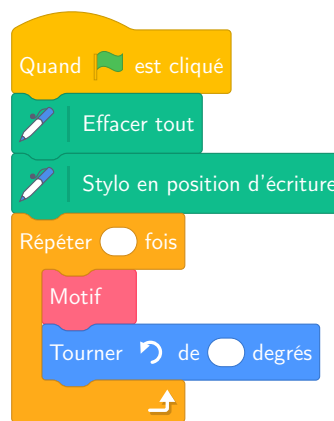 Quand est cliqué
Effacer tout
Stylo en position d'écriture
Répéter fois
Motif
Tourner de degrés